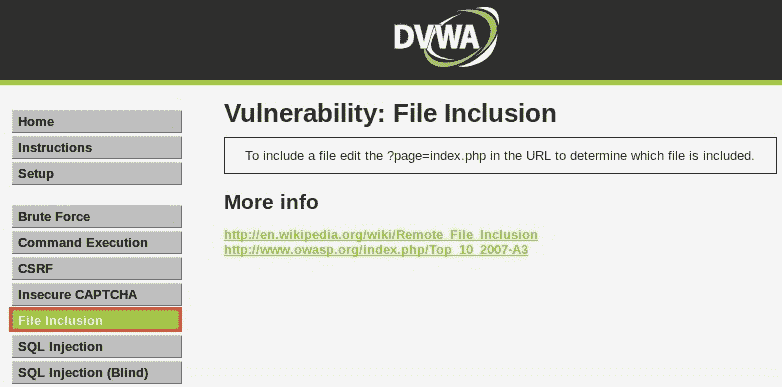 DVWA
Home
Instructions
Setup
Brute Force
Command Execution
CSRF
Insecure CAPTCHA
File Inclusion
SQL Injection
SQL Injection (Blind)
Vulnerability: File Inclusion
To include a file edit the ?page=index.php in the URL to determine which file is included.
More info
http://en.wikipedia.org/wiki/Remote_File_Inclusion
http://www.owasp.org/index.php/Top_10_2007-A3